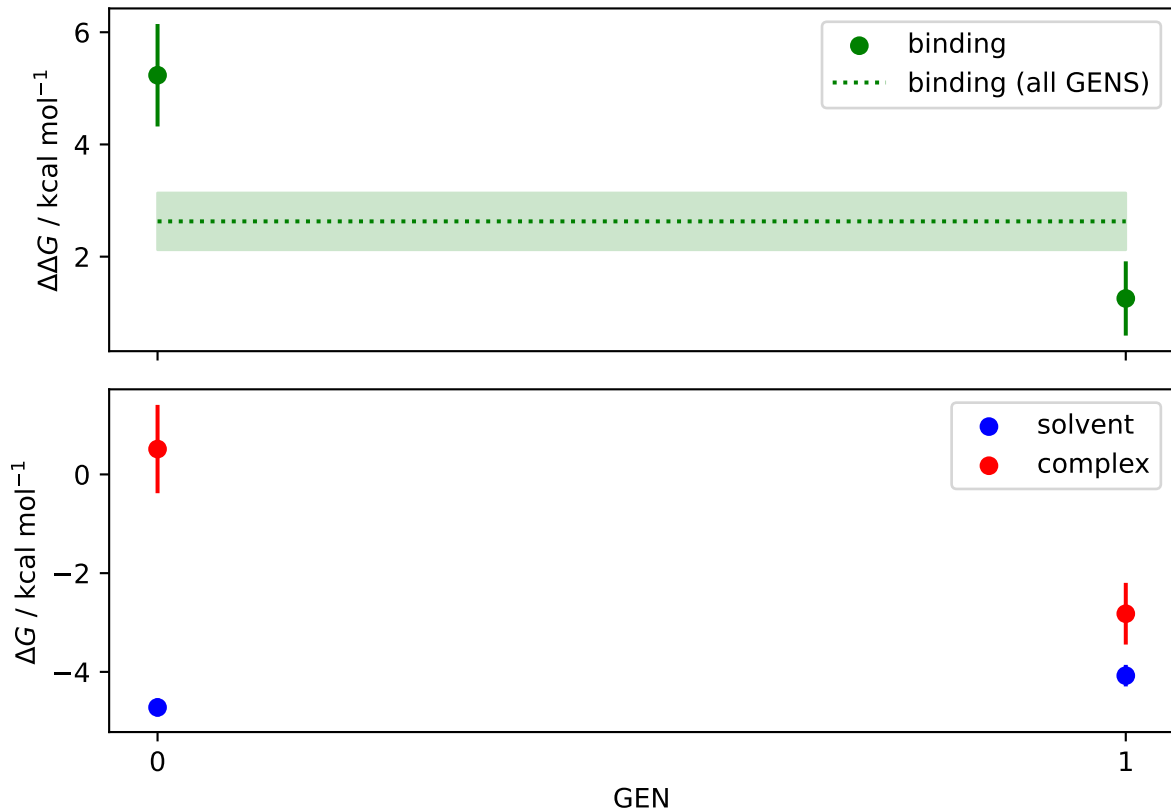 6
4
2
ΔΔG / kcal mol⁻¹
binding
binding (all GENS)
0
−2
−4
ΔG / kcal mol⁻¹
solvent
complex
0
1
GEN